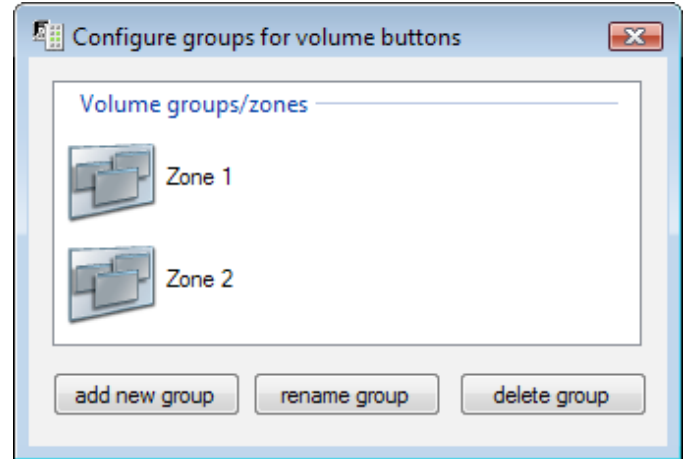 Configure groups for volume buttons
Volume groups/zones
Zone 1
Zone 2
add new group rename group delete group